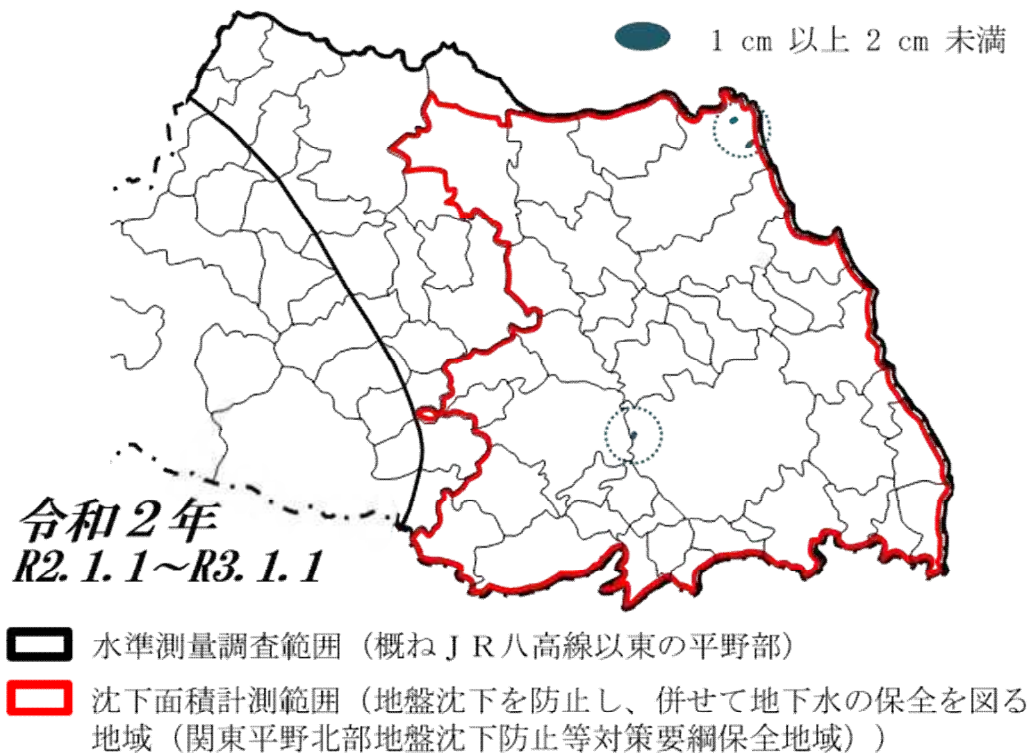 1 cm 以上 2 cm 未満
令和2年
R2.1.1～R3.1.1
水準測量調査範囲（概ねＪＲ八高線以東の平野部）
沈下面積計測範囲（地盤沈下を防止し、併せて地下水の保全を図る
地域（関東平野北部地盤沈下防止等対策要綱保全地域））